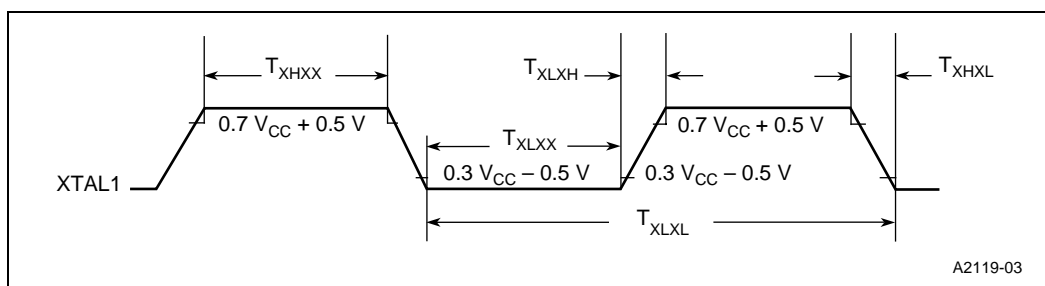 T_XHXX
T_XLXH
T_XHXL
0.7 V_CC + 0.5 V
T_XLXX
0.7 V_CC + 0.5 V
XTAL1
0.3 V_CC – 0.5 V
0.3 V_CC – 0.5 V
T_XLXL
A2119-03